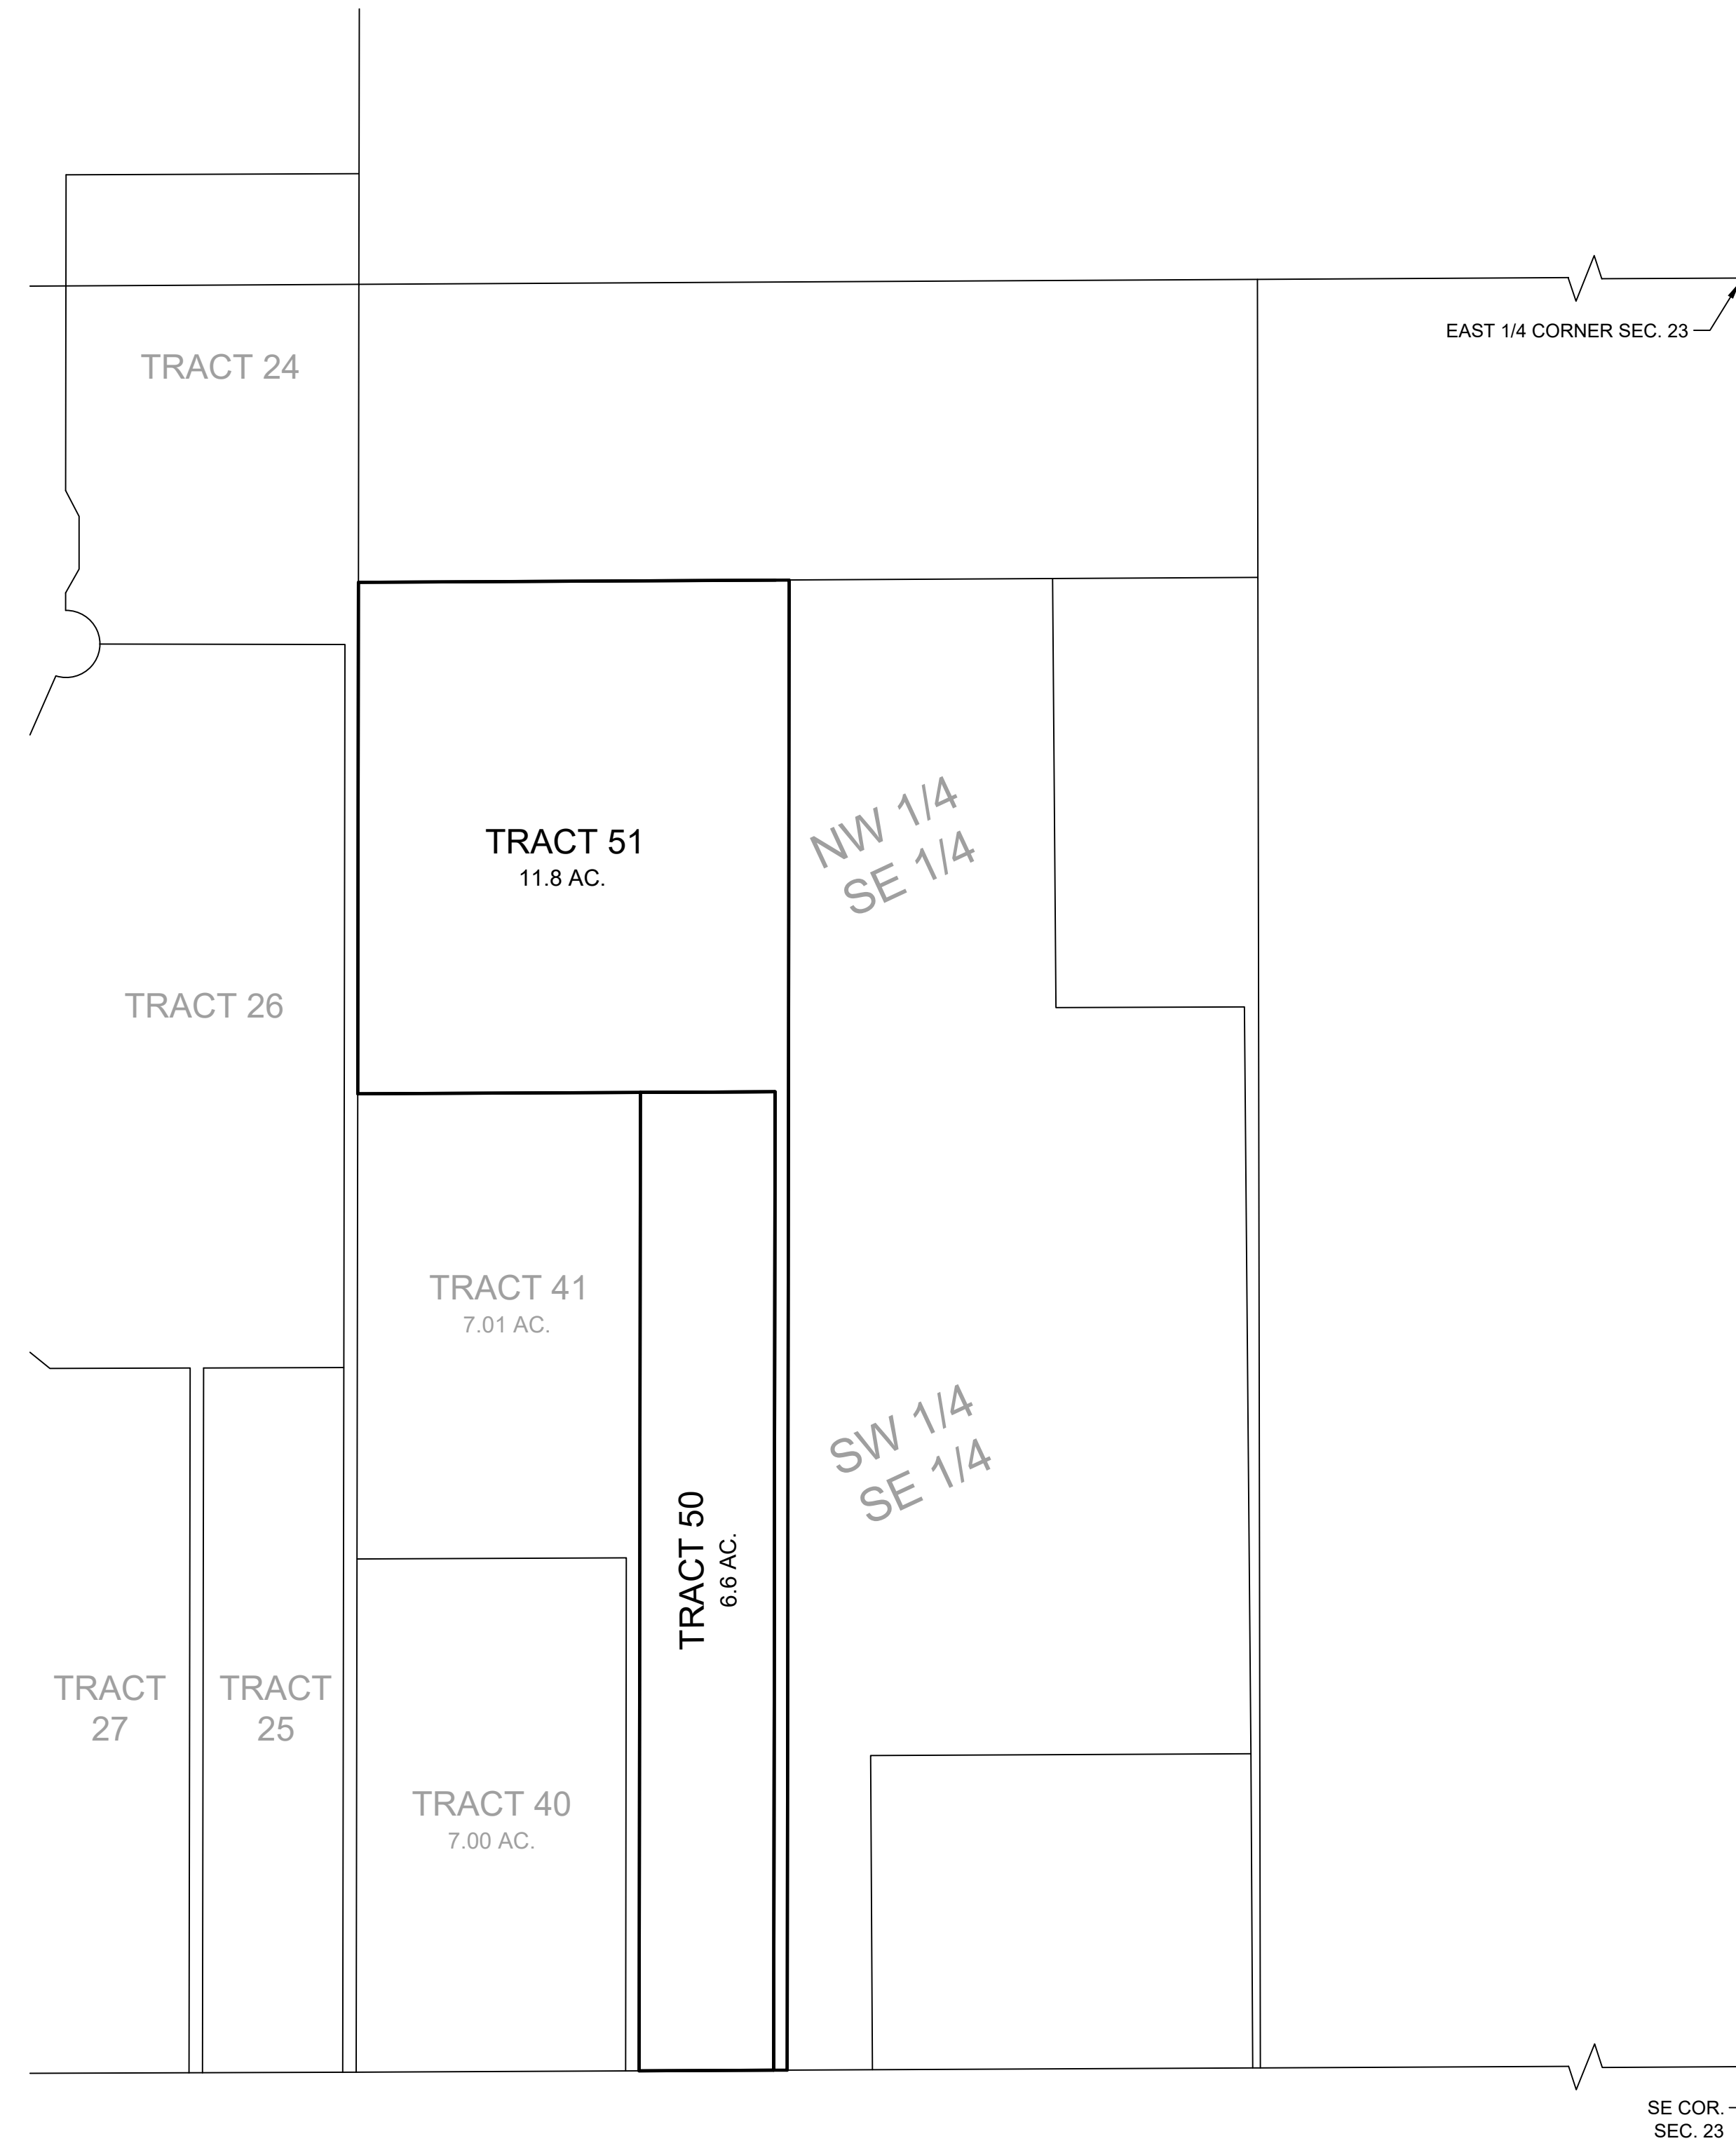 EAST 1/4 CORNER SEC. 23
TRACT 24
TRACT 51
11.8 AC.
NW 1/4
SE 1/4
TRACT 26
TRACT 41
7.01 AC.
SW 1/4
SE 1/4
TRACT 50
6.6 AC.
TRACT
27
TRACT
25
TRACT 40
7.00 AC.
SE COR.
SEC. 23